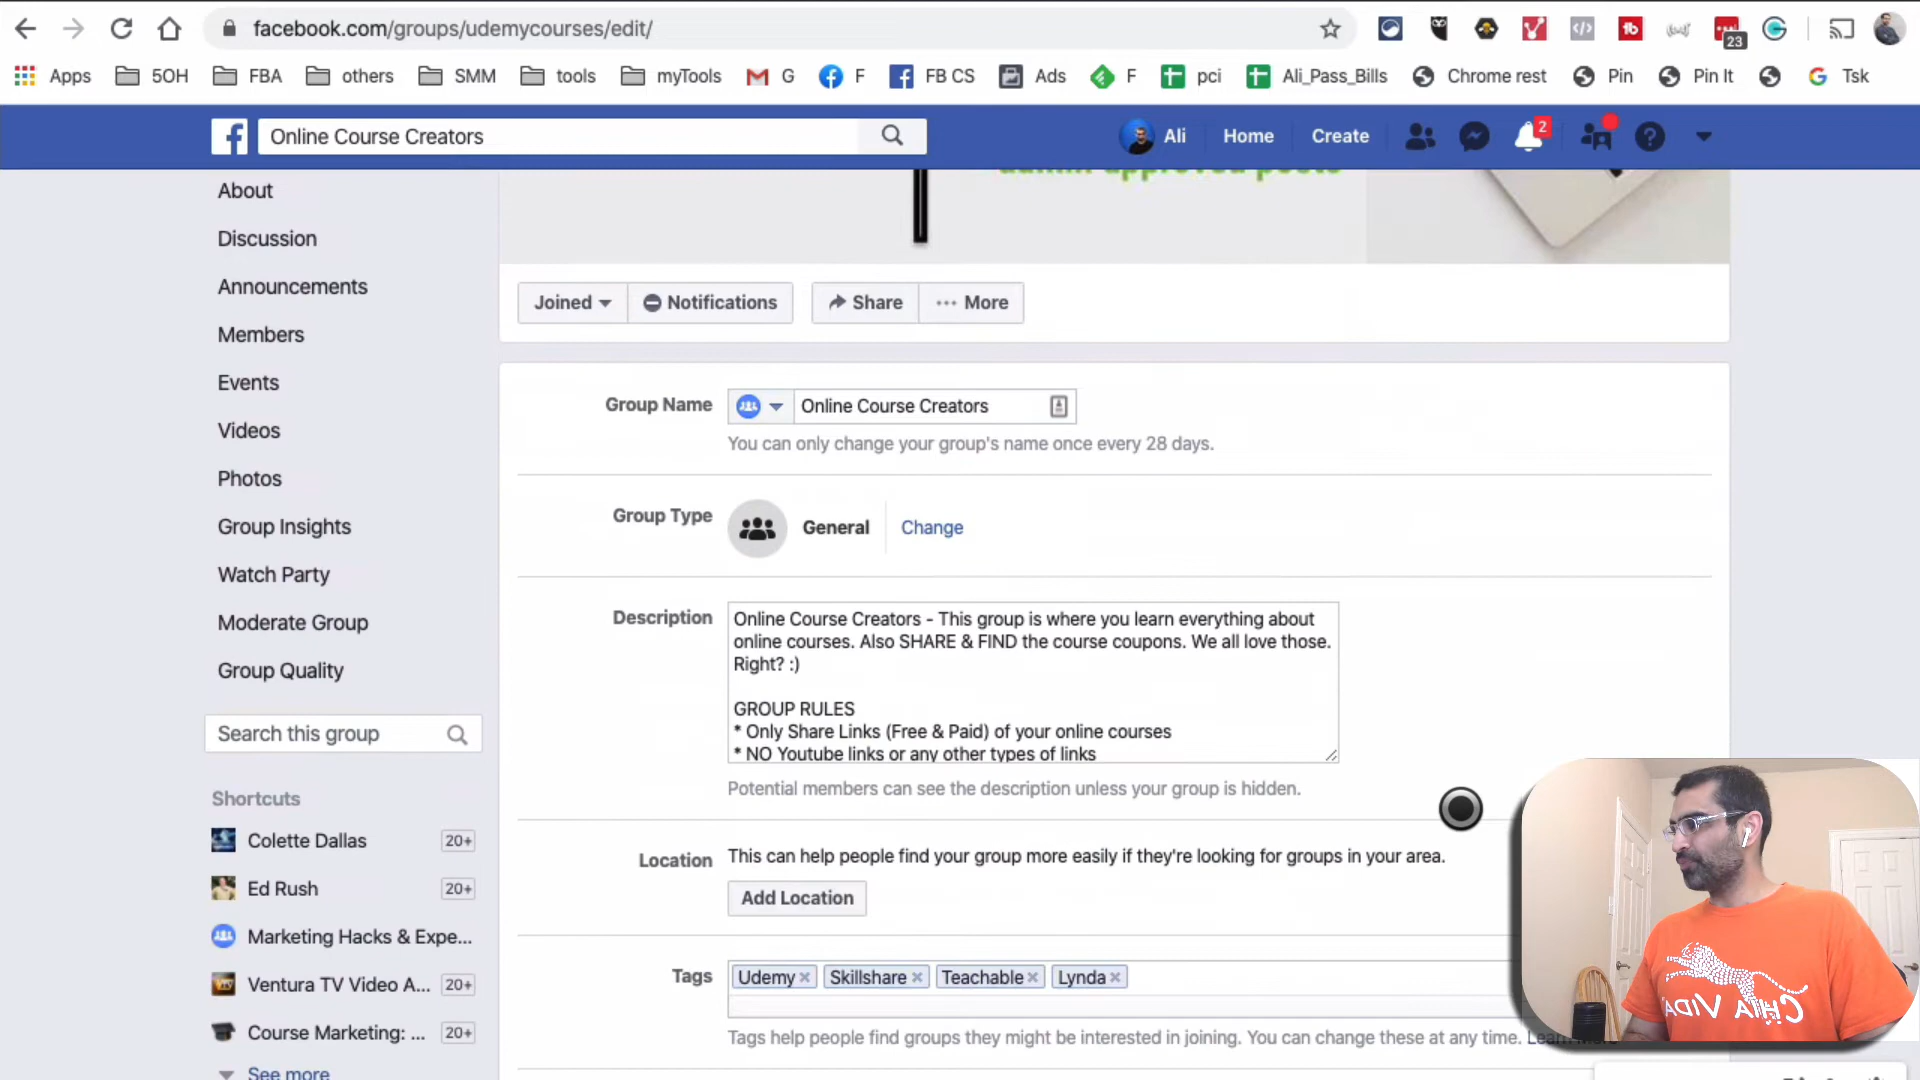 facebook.com/groups/udemycourses/edit/
23
Apps 5OH FBA others SMM tools myTools G F FB CS Ads F pci Ali_Pass_Bills Chrome rest Pin Pin It Tsk
Online Course Creators
Ali Home Create 2
admin approved posts
About
Discussion
Announcements
Members
Events
Videos
Photos
Group Insights
Watch Party
Moderate Group
Group Quality
Search this group
Shortcuts
Colette Dallas 20+
Ed Rush 20+
Marketing Hacks & Expe...
Ventura TV Video A... 20+
Course Marketing: ... 20+
See more
Joined Notifications Share More
Group Name Online Course Creators
You can only change your group's name once every 28 days.
Group Type General Change
Description
Online Course Creators - This group is where you learn everything about
online courses. Also SHARE & FIND the course coupons. We all love those.
Right? :)
GROUP RULES
* Only Share Links (Free & Paid) of your online courses
* NO Youtube links or any other types of links
Potential members can see the description unless your group is hidden.
Location This can help people find your group more easily if they're looking for groups in your area.
Add Location
Tags Udemy Skillshare Teachable Lynda
Tags help people find groups they might be interested in joining. You can change these at any time.